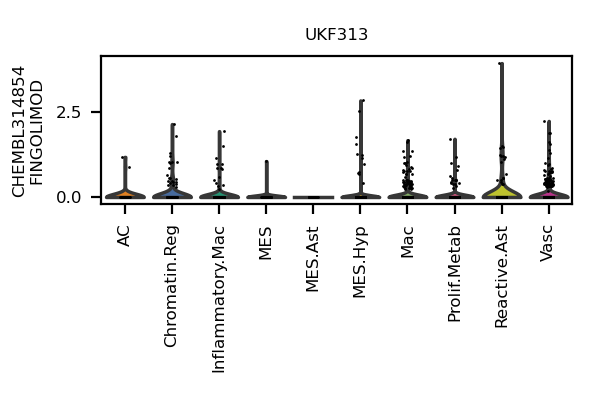 UKF313
CHEMBL314854
FINGOLIMOD
2.5
0.0
AC
Chromatin.Reg
Inflammatory.Mac
MES
MES.Ast
MES.Hyp
Mac
Prolif.Metab
Reactive.Ast
Vasc